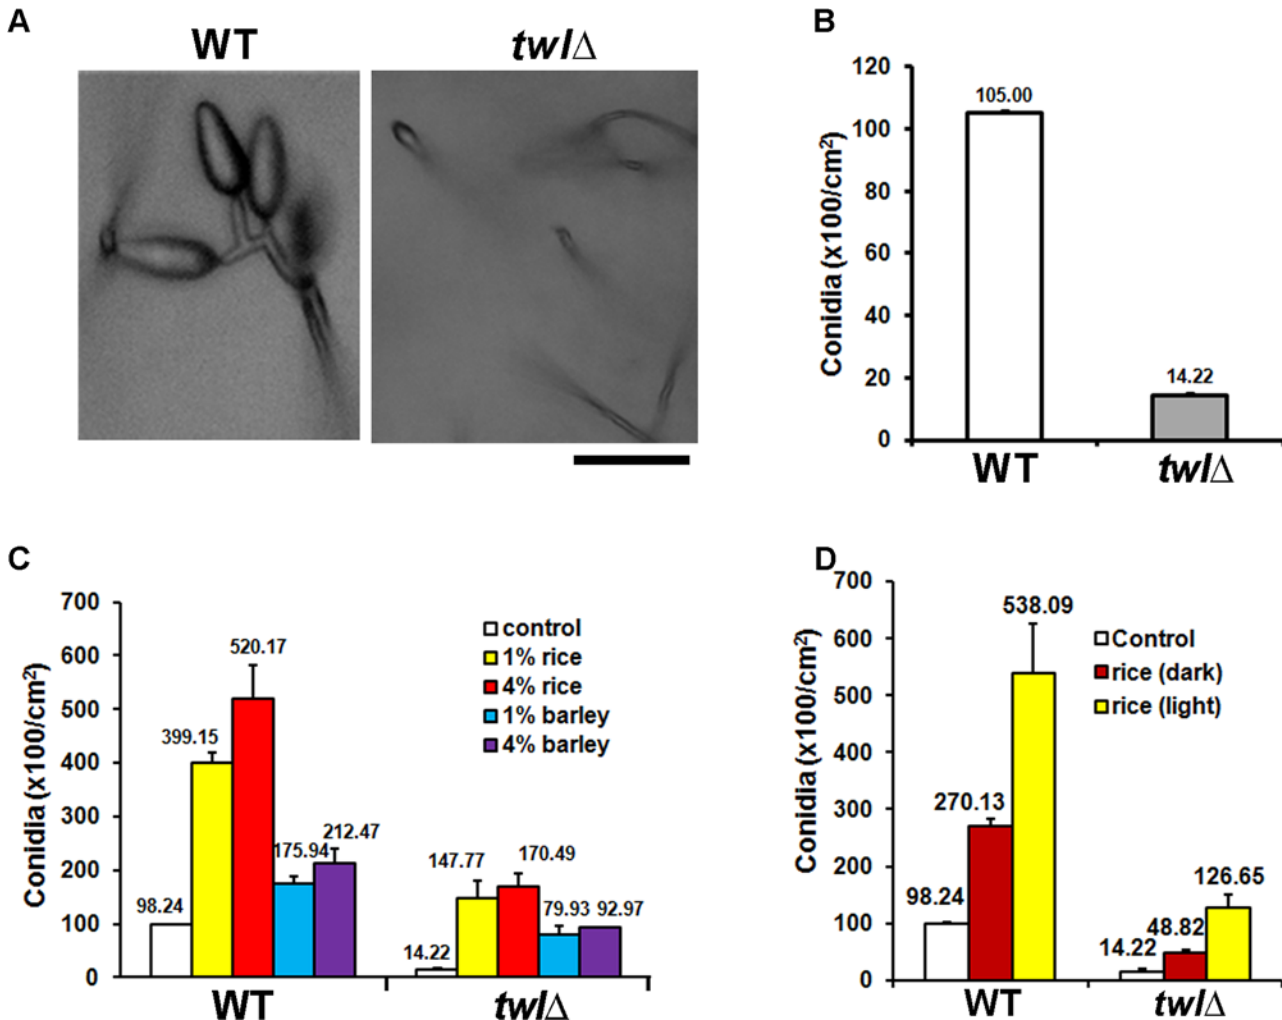 A
WT
twlΔ
B
Conidia (x100/cm²)
120
100
80
60
40
20
0
105.00
14.22
WT
twlΔ
C
Conidia (x100/cm²)
700
600
500
400
300
200
100
0
98.24
399.15
520.17
175.94
212.47
14.22
147.77
170.49
79.93
92.97
control
1% rice
4% rice
1% barley
4% barley
WT
twlΔ
D
Conidia (x100/cm²)
700
600
500
400
300
200
100
0
98.24
270.13
538.09
14.22
48.82
126.65
Control
rice (dark)
rice (light)
WT
twlΔ